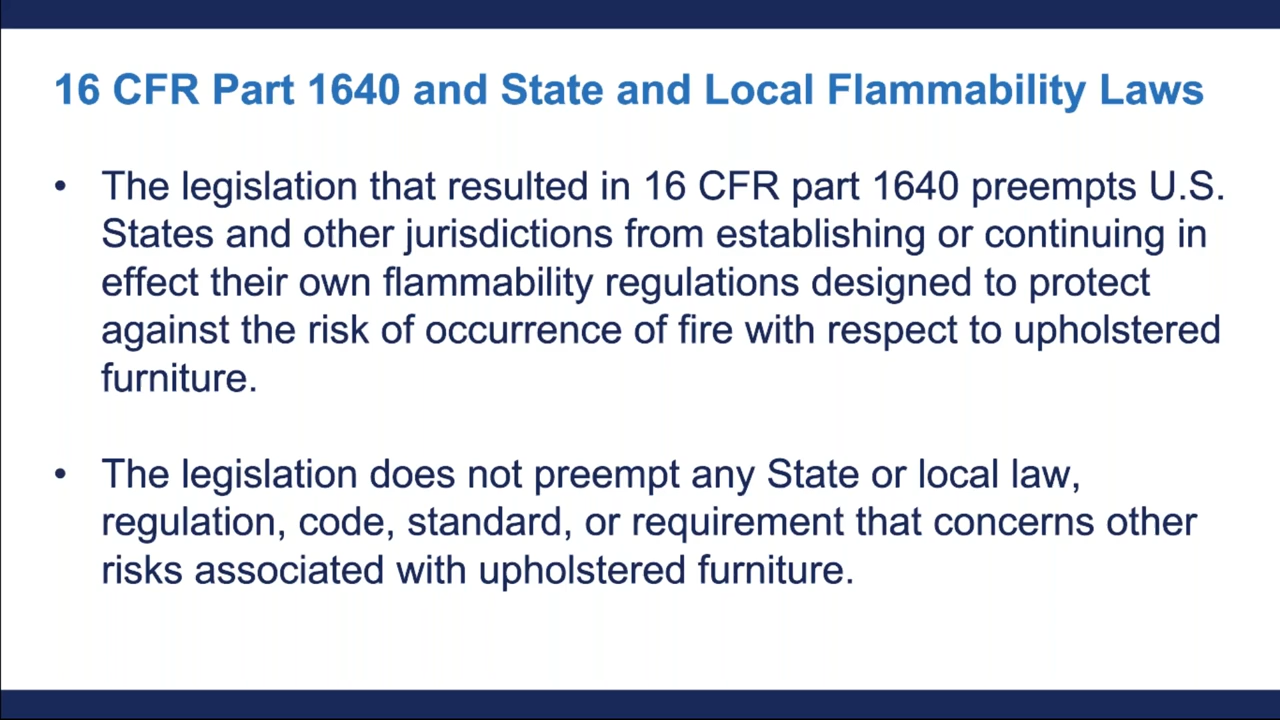 16 CFR Part 1640 and State and Local Flammability Laws
• The legislation that resulted in 16 CFR part 1640 preempts U.S.
States and other jurisdictions from establishing or continuing in
effect their own flammability regulations designed to protect
against the risk of occurrence of fire with respect to upholstered
furniture.
• The legislation does not preempt any State or local law,
regulation, code, standard, or requirement that concerns other
risks associated with upholstered furniture.